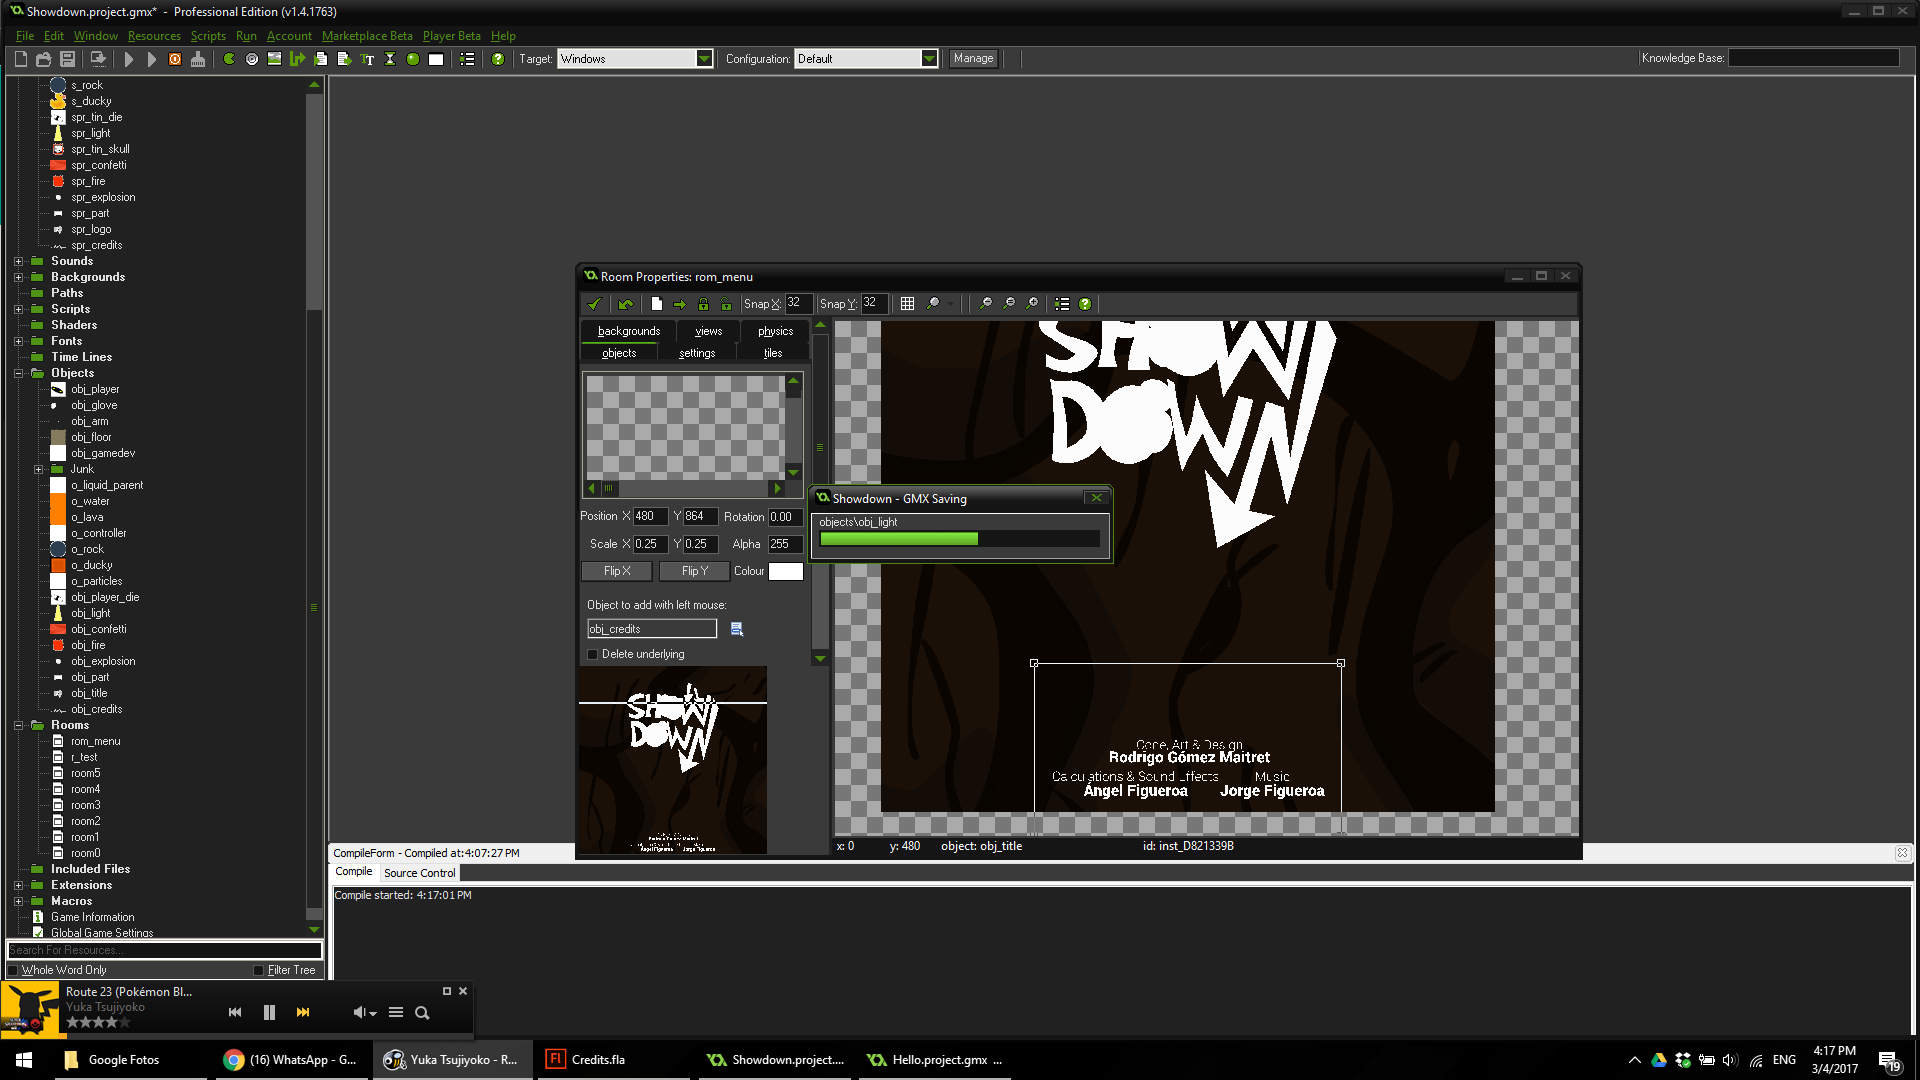 Showdown.project.gmx* - Professional Edition (v1.4.1763)
File Edit Window Resources Scripts Run Account Marketplace Beta Player Beta Help
Target: Windows Configuration: Default Manage Knowledge Base:
s_rock
s_ducky
spr_tin_die
spr_light
spr_tin_skull
spr_confetti
spr_fire
spr_explosion
spr_part
spr_logo
spr_credits
Sounds
Backgrounds
Paths
Scripts
Shaders
Fonts
Time Lines
Objects
obj_player
obj_glove
obj_arm
obj_floor
obj_gamedev
Junk
o_liquid_parent
o_water
o_lava
o_controller
o_rock
o_ducky
o_particles
obj_player_die
obj_light
obj_confetti
obj_fire
obj_explosion
obj_part
obj_title
obj_credits
Rooms
rom_menu
r_test
room5
room4
room3
room2
room1
room0
Included Files
Extensions
Macros
Game Information
Global Game Settings
Search For Resources...
Whole Word Only Filter Tree
Room Properties: rom_menu
Snap X: 32 Snap Y: 32
backgrounds views physics
objects settings tiles
Position X 480 Y 864 Rotation 0.00
Scale X 0.25 Y 0.25 Alpha 255
Flip X Flip Y Colour
Object to add with left mouse:
obj_credits
Delete underlying
SHOW
DOWN
SHOW
DOWN
Code, Art & Design
Rodrigo Gómez Maitret
Calculations & Sound Effects Music
Ángel Figueroa Jorge Figueroa
x: 0 y: 480 object: obj_title id: inst_D821339B
Showdown - GMX Saving
objects\obj_light
CompileForm - Compiled at:4:07:27 PM
Compile Source Control
Compile started: 4:17:01 PM
Route 23 (Pokémon Bl...
Yuka Tsujiyoko
Google Fotos
(16) WhatsApp - G...
Yuka Tsujiyoko - R...
Fl Credits.fla
Showdown.project....
Hello.project.gmx ...
ENG
4:17 PM
3/4/2017
19